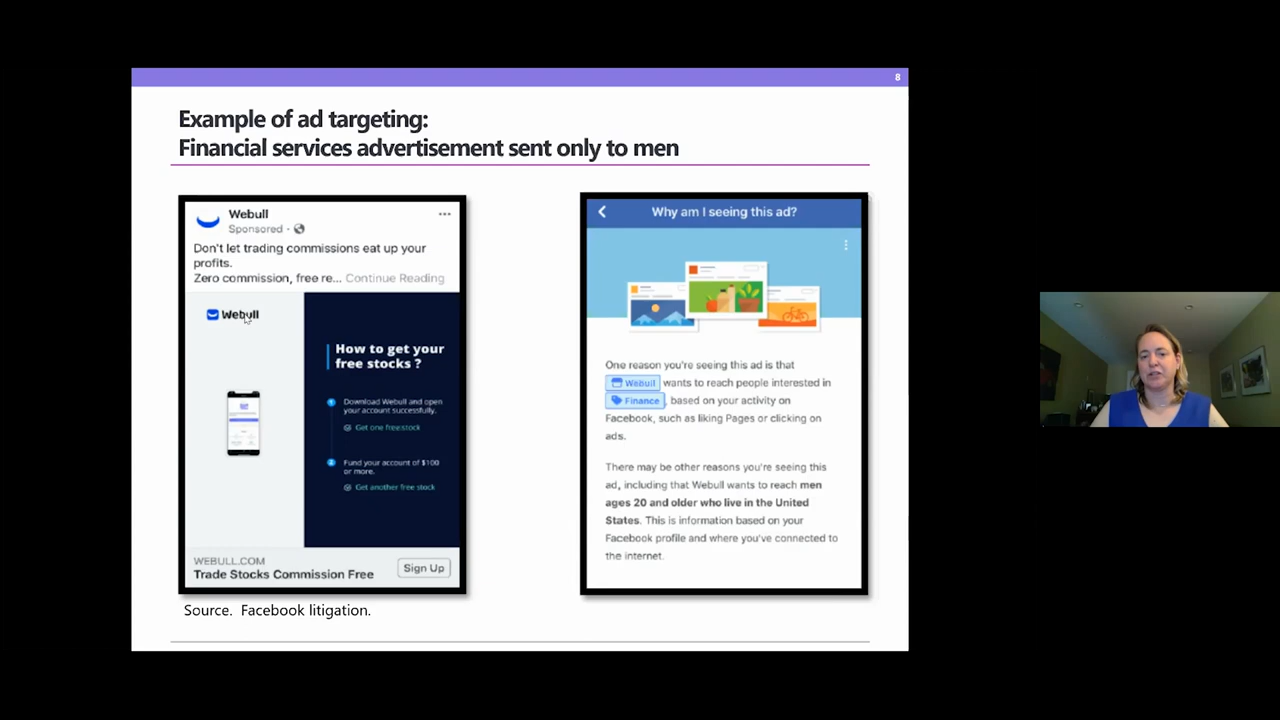 8
Example of ad targeting:
Financial services advertisement sent only to men
Webull
Sponsored ·
Don't let trading commissions eat up your
profits.
Zero commission, free re... Continue Reading
Webull
How to get your
free stocks ?
1
Download Webull and open
your account successfully.
Get one free stock
2
Fund your account of $100
or more.
Get another free stock
WEBULL.COM
Trade Stocks Commission Free
Sign Up
Source. Facebook litigation.
Why am I seeing this ad?
One reason you're seeing this ad is that
Webull wants to reach people interested in
Finance, based on your activity on
Facebook, such as liking Pages or clicking on
ads.
There may be other reasons you're seeing this
ad, including that Webull wants to reach men
ages 20 and older who live in the United
States. This is information based on your
Facebook profile and where you've connected to
the internet.